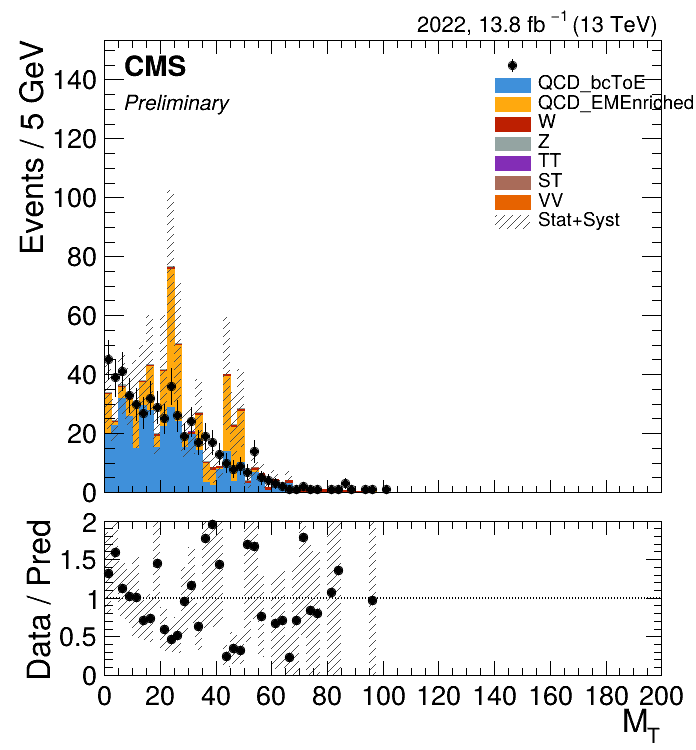 2022, 13.8 fb⁻¹ (13 TeV)
Events / 5 GeV
CMS
Preliminary
QCD_bcToE
QCD_EMEnriched
W
Z
TT
ST
VV
Stat+Syst
140
120
100
80
60
40
20
0
Data / Pred
2
1.5
1
0.5
0
0 20 40 60 80 100 120 140 160 180 200
M_T